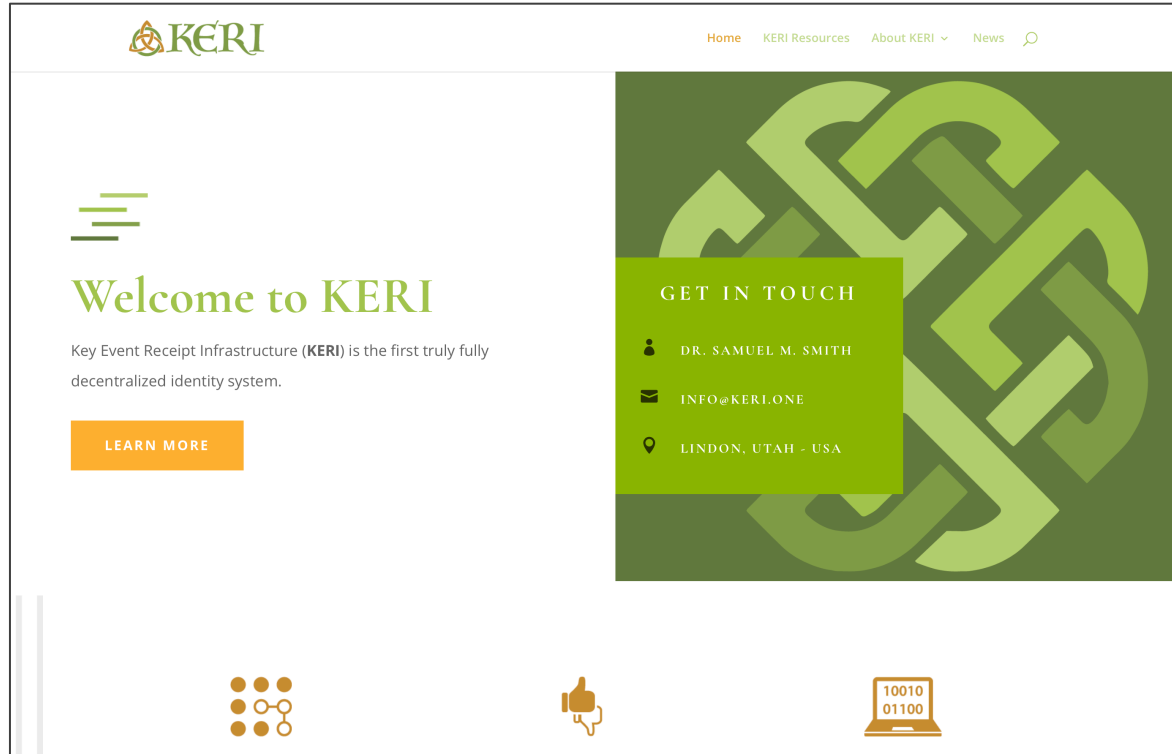 KERI
Home KERI Resources About KERI News
Welcome to KERI
Key Event Receipt Infrastructure (KERI) is the first truly fully
decentralized identity system.
LEARN MORE
GET IN TOUCH
DR. SAMUEL M. SMITH
INFO@KERI.ONE
LINDON, UTAH - USA
10010
01100